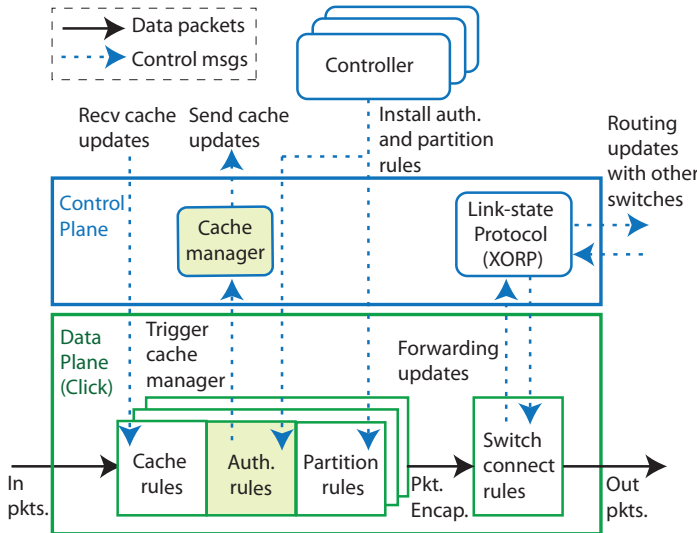 Data packets
Control msgs
Controller
Recv cache
updates
Send cache
updates
Install auth.
and partition
rules
Routing
updates
with other
switches
Control
Plane
Cache
manager
Link-state
Protocol
(XORP)
Data
Plane
(Click)
Trigger
cache
manager
Forwarding
updates
Cache
rules
Auth.
rules
Partition
rules
Switch
connect
rules
In
pkts.
Pkt.
Encap.
Out
pkts.